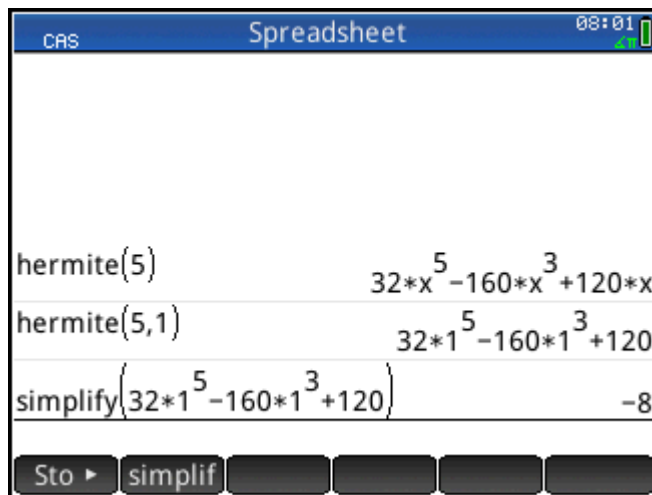 CAS Spreadsheet 08:01
∡π
hermite(5)
32*x^5-160*x^3+120*x
hermite(5,1)
32*1^5-160*1^3+120
simplify(32*1^5-160*1^3+120)
-8
Sto ► simplif